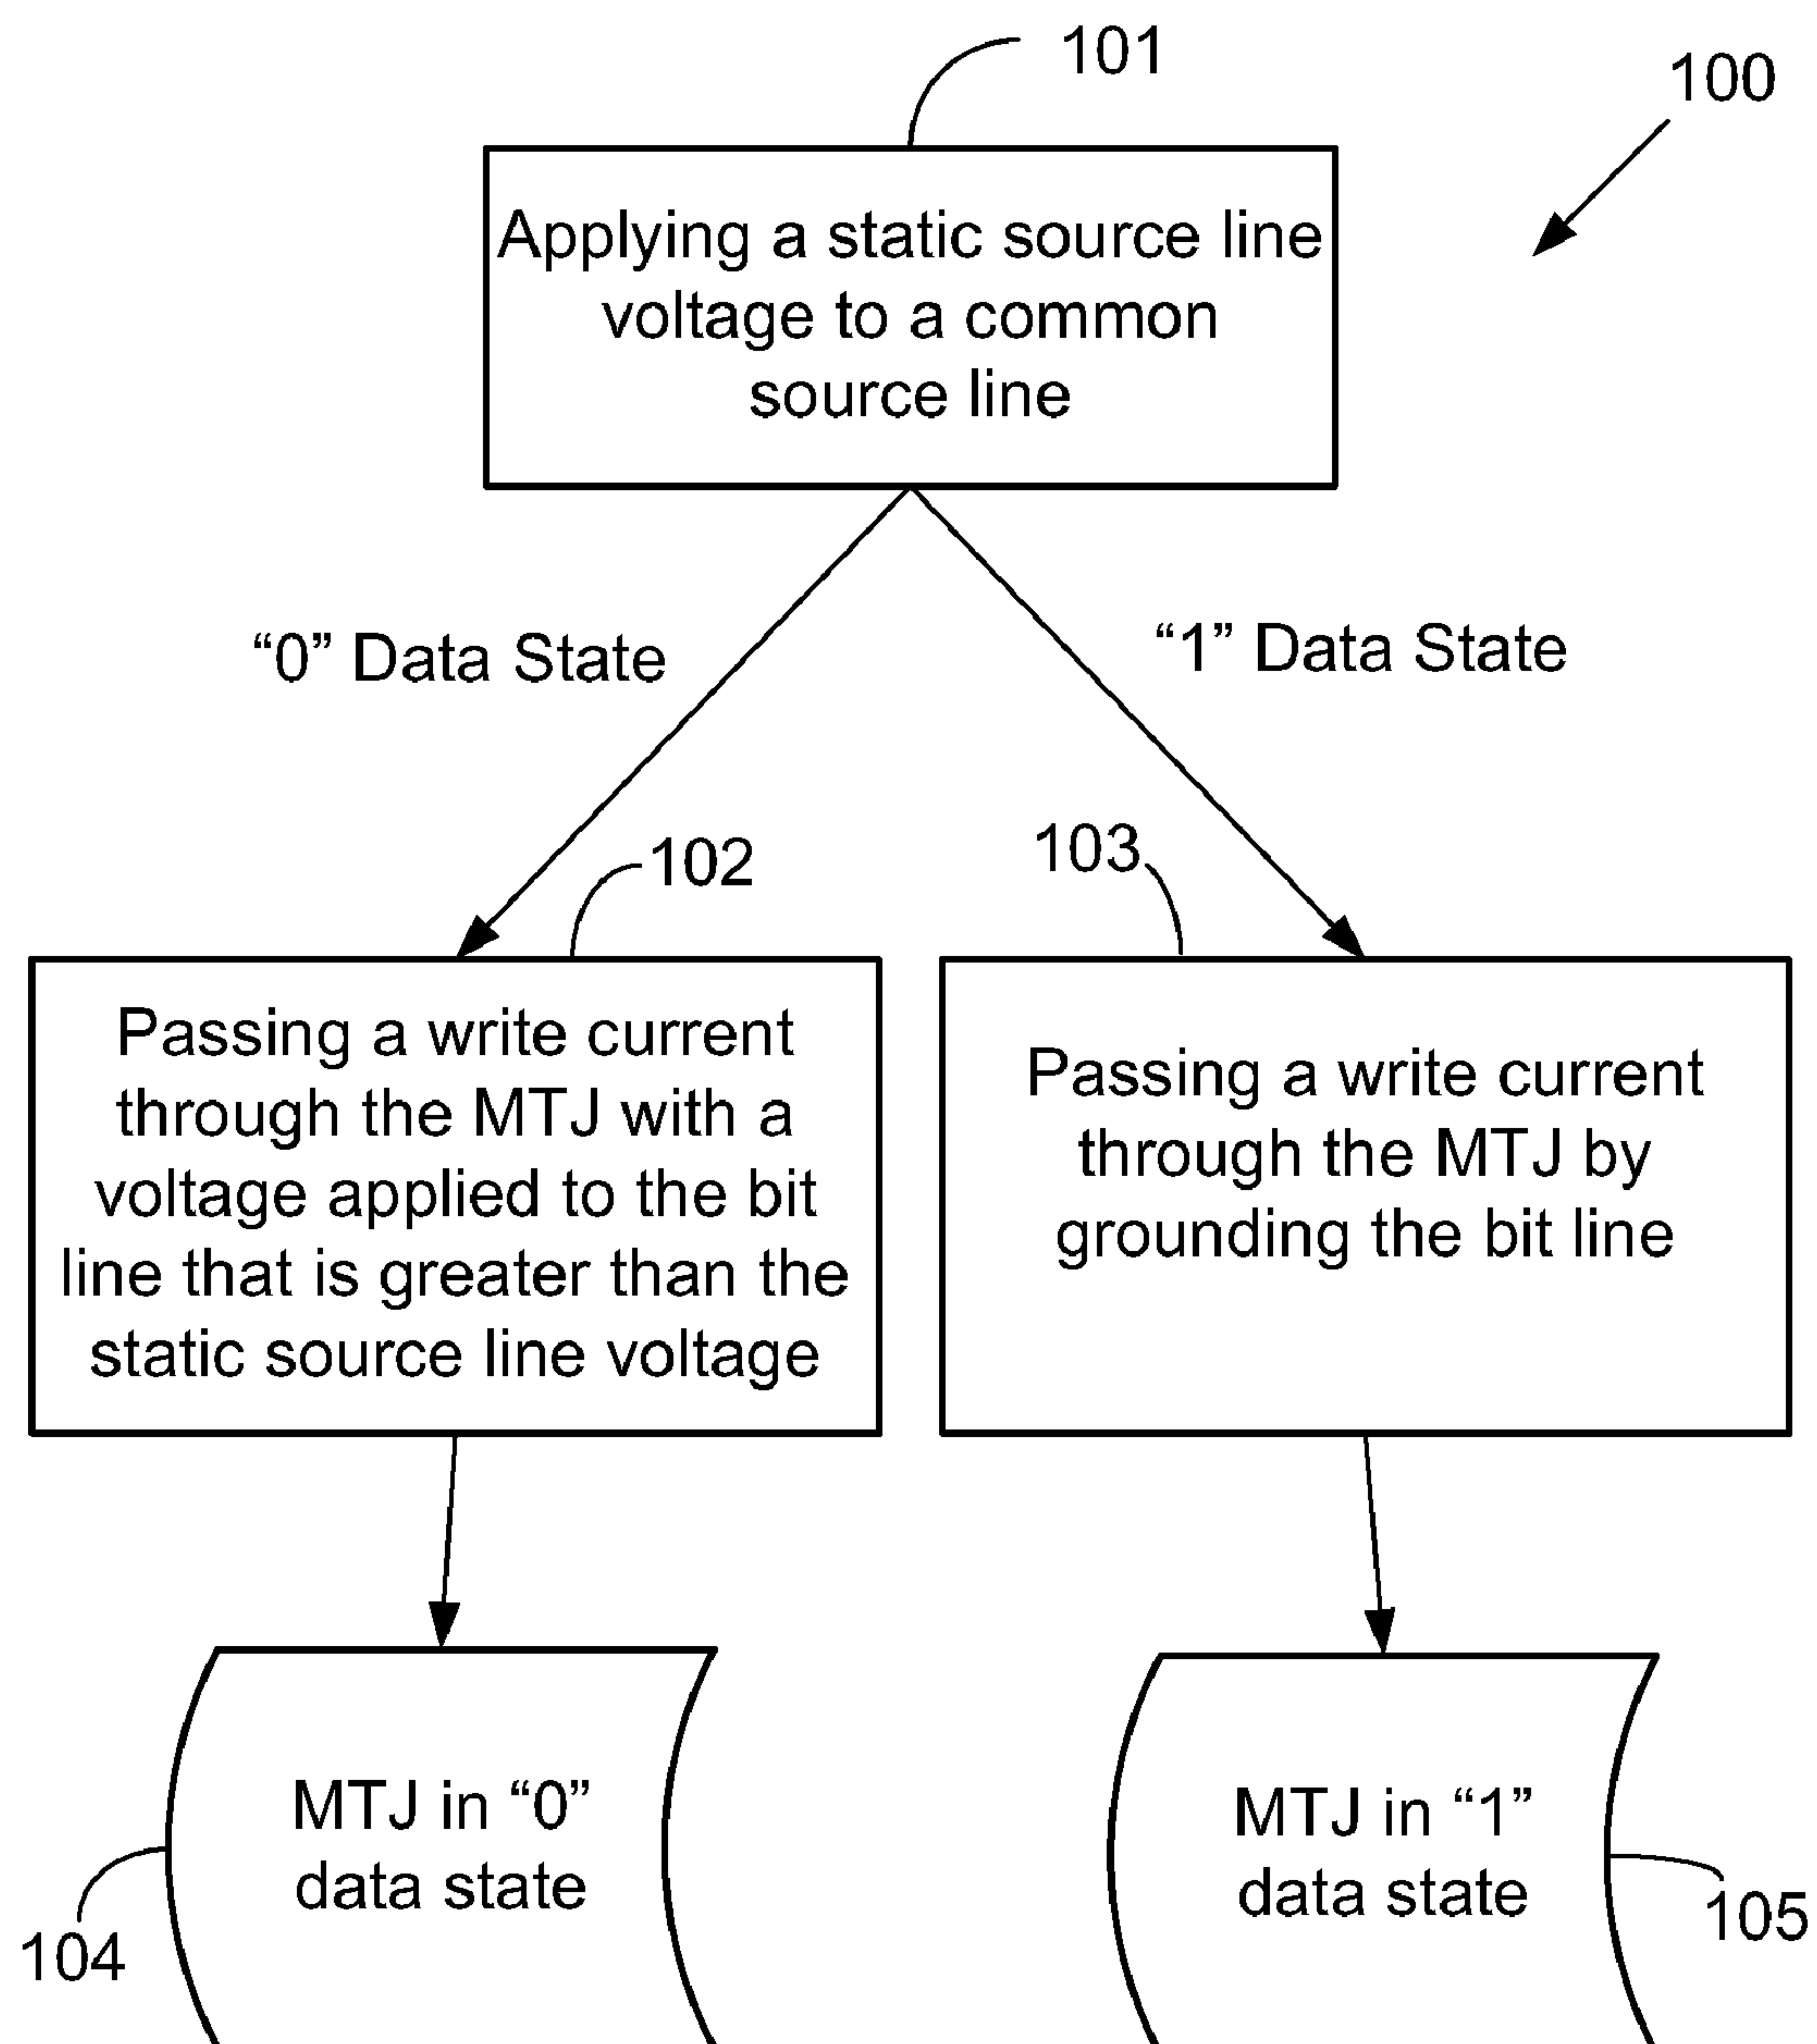 101
100
Applying a static source line
voltage to a common
source line
“0” Data State
“1” Data State
102
103
Passing a write current
through the MTJ with a
voltage applied to the bit
line that is greater than the
static source line voltage
Passing a write current
through the MTJ by
grounding the bit line
MTJ in “0”
data state
MTJ in “1”
data state
104
105